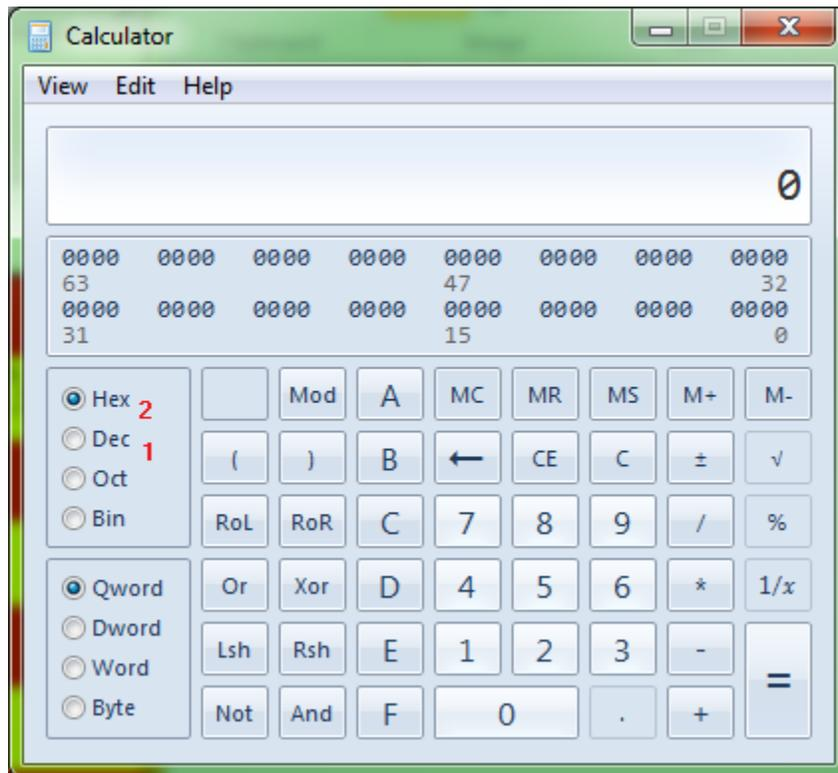 Calculator
View Edit Help
0
0000 0000 0000 0000 0000 0000 0000 0000
63 47 32
0000 0000 0000 0000 0000 0000 0000 0000
31 15 0
Hex 2
Dec 1
Oct
Bin
Qword
Dword
Word
Byte
Mod A MC MR MS M+ M-
( ) B ← CE C ± √
RoL RoR C 7 8 9 / %
Or Xor D 4 5 6 * 1/x
Lsh Rsh E 1 2 3 - =
Not And F 0 . +